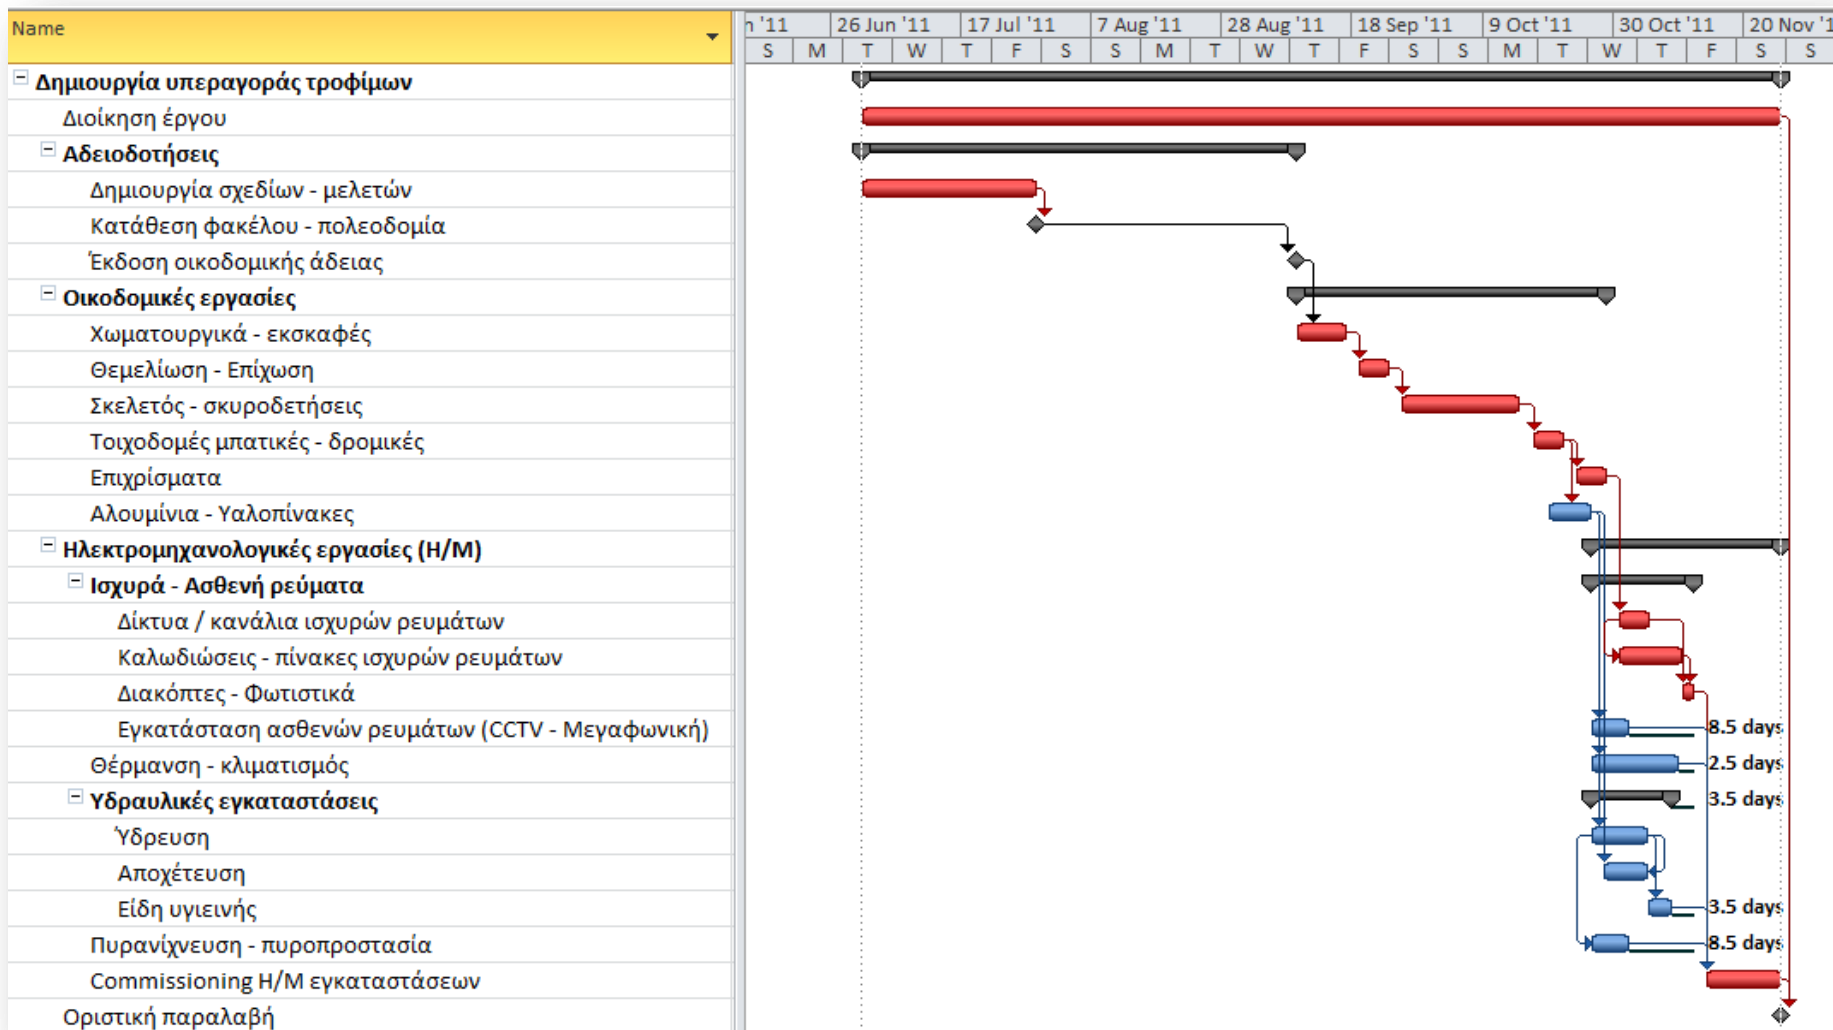 Name
n '11 26 Jun '11 17 Jul '11 7 Aug '11 28 Aug '11 18 Sep '11 9 Oct '11 30 Oct '11 20 Nov '1
S M T W T F S S M T W T F S S M T W T F S S
Δημιουργία υπεραγοράς τροφίμων
Διοίκηση έργου
Αδειοδοτήσεις
Δημιουργία σχεδίων - μελετών
Κατάθεση φακέλου - πολεοδομία
Έκδοση οικοδομικής άδειας
Οικοδομικές εργασίες
Χωματουργικά - εκσκαφές
Θεμελίωση - Επίχωση
Σκελετός - σκυροδετήσεις
Τοιχοδομές μπατικές - δρομικές
Επιχρίσματα
Αλουμίνια - Υαλοπίνακες
Ηλεκτρομηχανολογικές εργασίες (Η/Μ)
Ισχυρά - Ασθενή ρεύματα
Δίκτυα / κανάλια ισχυρών ρευμάτων
Καλωδιώσεις - πίνακες ισχυρών ρευμάτων
Διακόπτες - Φωτιστικά
Εγκατάσταση ασθενών ρευμάτων (CCTV - Μεγαφωνική) 8.5 days
Θέρμανση - κλιματισμός 2.5 days
Υδραυλικές εγκαταστάσεις 3.5 days
Ύδρευση
Αποχέτευση
Είδη υγιεινής 3.5 days
Πυρανίχνευση - πυροπροστασία 8.5 days
Commissioning Η/Μ εγκαταστάσεων
Οριστική παραλαβή